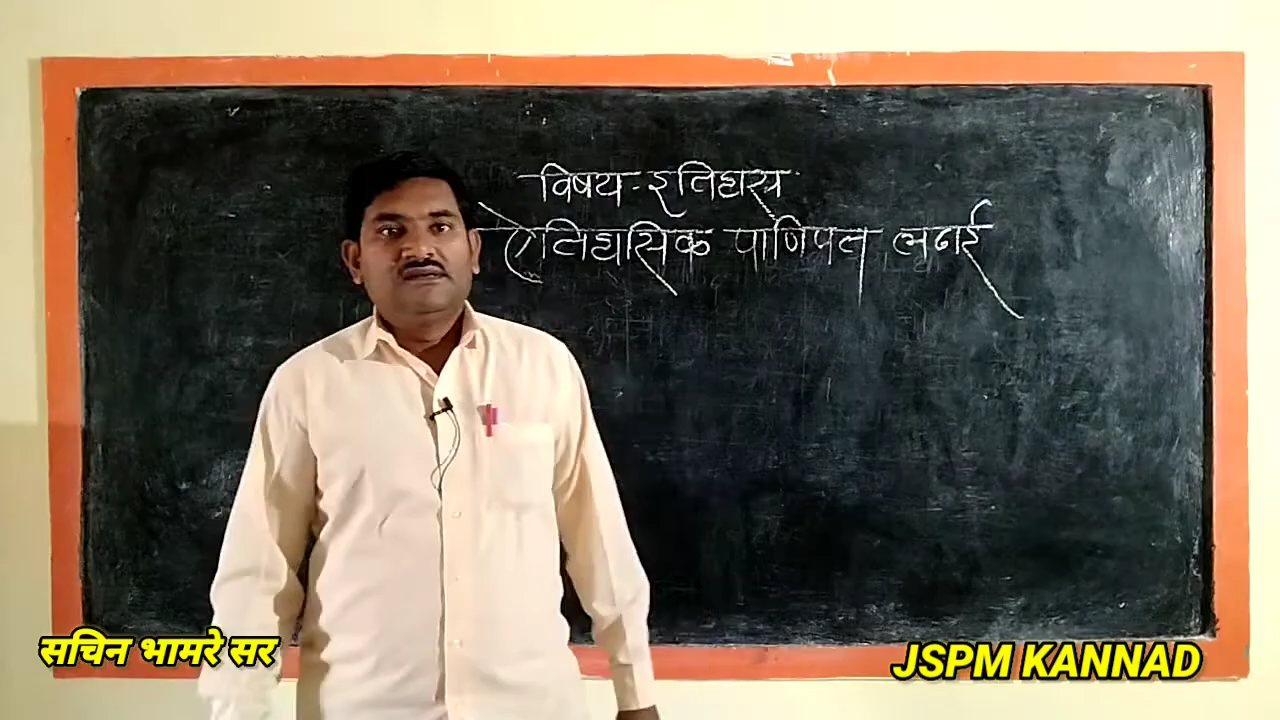 विषय-इतिहास
ऐतिहासिक पाणिपत लढाई
सचिन भामरे सर
JSPM KANNAD